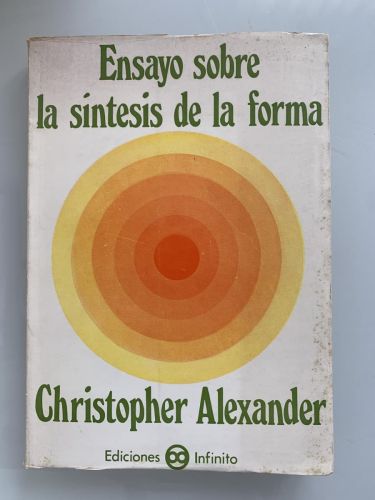 Ensayo sobre
la síntesis de la forma
Christopher Alexander
Ediciones Infinito